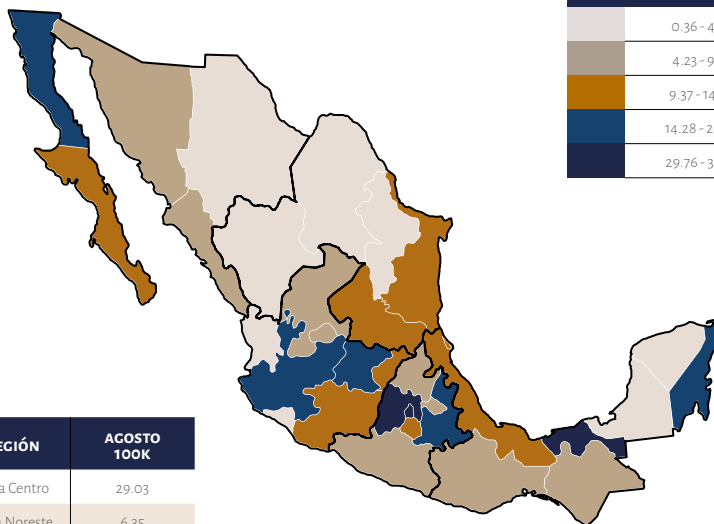 0.36 - 4
4.23 - 9
9.37 - 14
14.28 - 2
29.76 - 3
EGIÓN
AGOSTO
100K
a Centro
29.03
Noreste
6.35